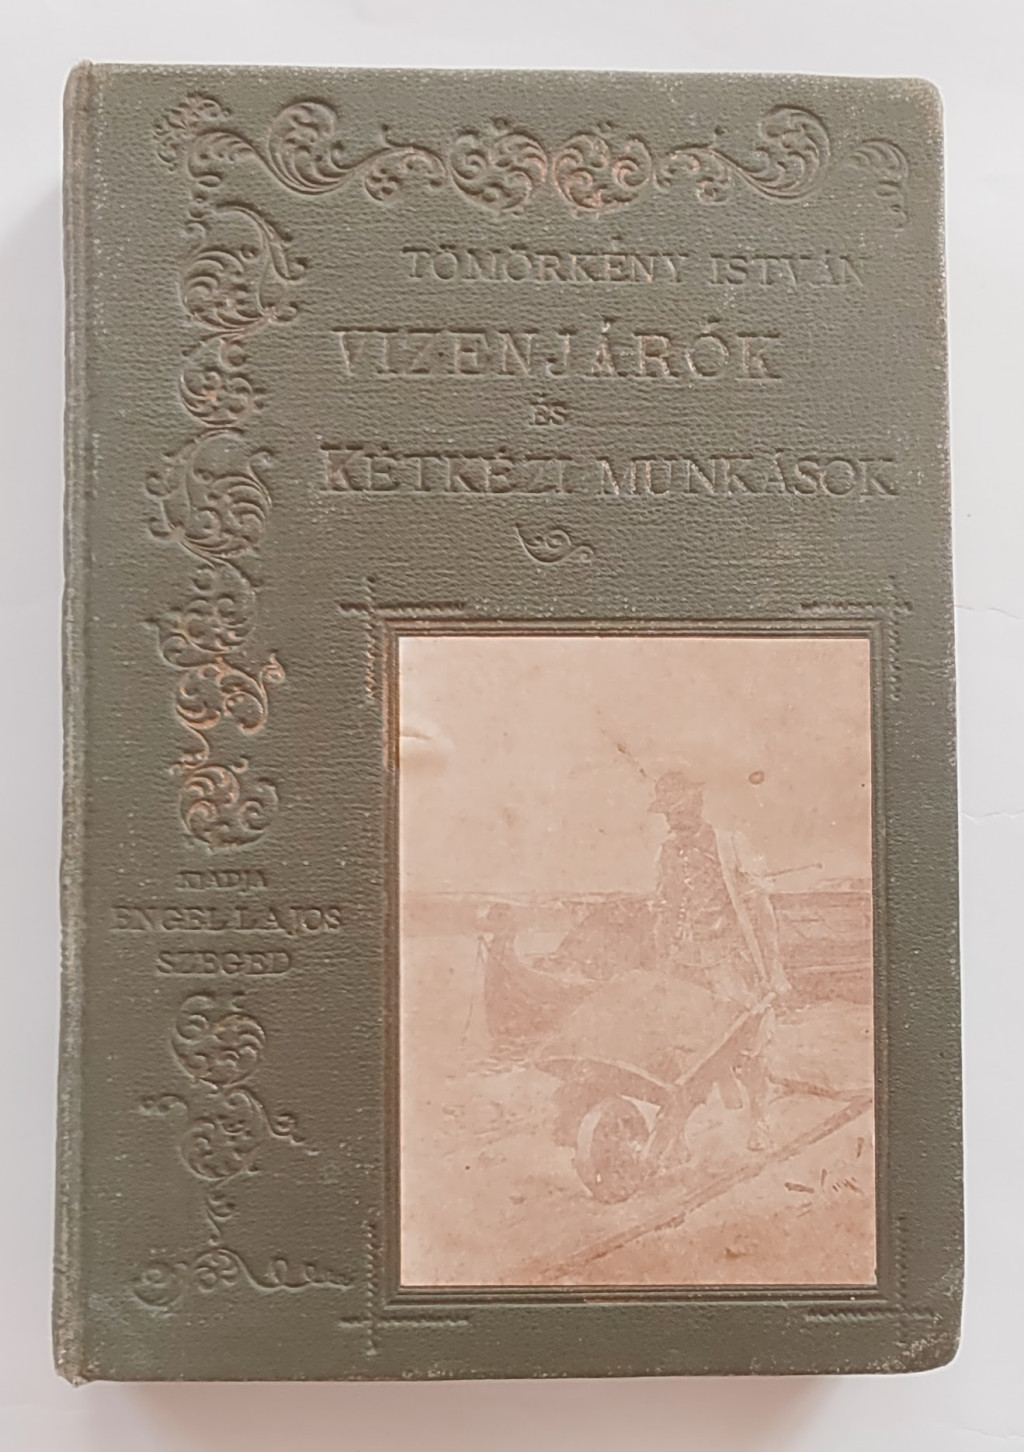 TÖMÖRKÉNY ISTVÁN
VIZENJÁRÓK
ÉS
KÉTKÉZI MUNKÁSOK
KIADJA
ENGEL LAJOS
SZEGED